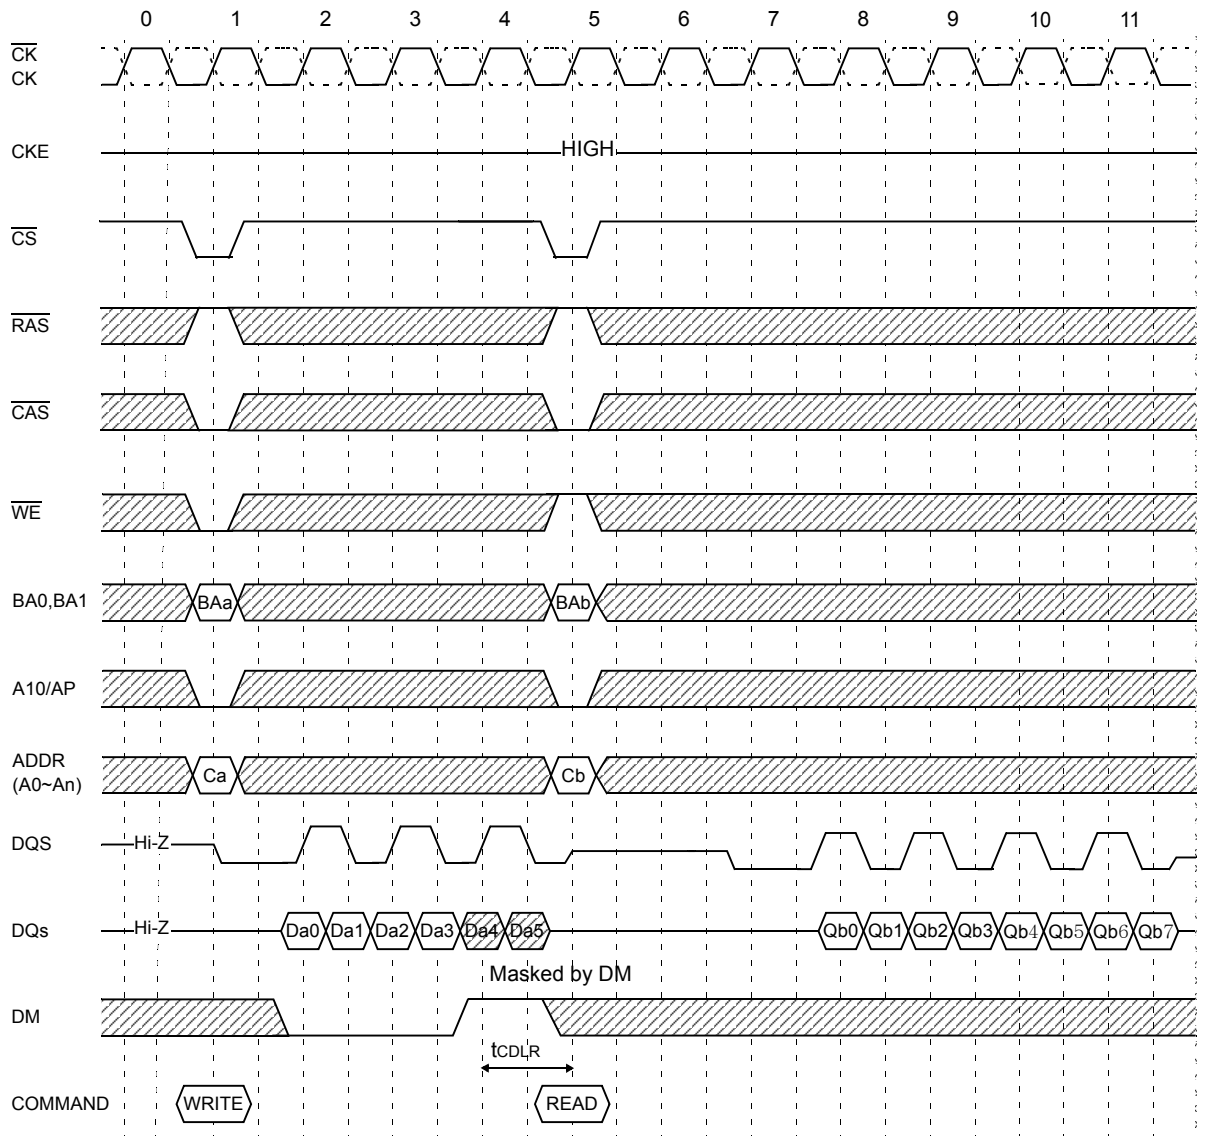 0 1 2 3 4 5 6 7 8 9 10 11
CK
CK
CKE HIGH
CS
RAS
CAS
WE
BA0,BA1 BAa BAb
A10/AP
ADDR
(A0~An) Ca Cb
DQS Hi-Z
DQs Hi-Z Da0 Da1 Da2 Da3 Da4 Da5 Qb0 Qb1 Qb2 Qb3 Qb4 Qb5 Qb6 Qb7
Masked by DM
DM
tCDLR
COMMAND WRITE READ